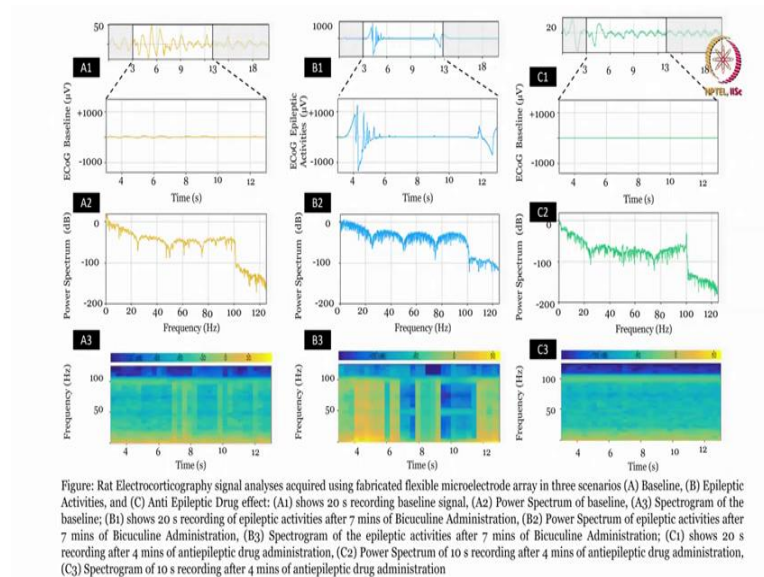 50
3 6 9 13 18
A1
ECoG Baseline (μV)
+1000
-1000
4 6 8 10 12
Time (s)
A2
Power Spectrum (dB)
0
-100
-200
0 20 40 60 80 100 120
Frequency (Hz)
A3
Frequency (Hz)
100
50
4 6 8 10 12
Time (s)
1000
3 6 9 13 18
B1
ECoG Epileptic
Activities (μV)
+1000
-1000
4 6 8 10 12
Time (s)
B2
Power Spectrum (dB)
0
-100
-200
0 20 40 60 80 100 120
Frequency (Hz)
B3
Frequency (Hz)
100
50
4 6 8 10 12
Time (s)
20
3 6 9 13 18
NPTEL, IISc
C1
ECoG Baseline (μV)
+1000
-1000
4 6 8 10 12
Time (s)
C2
Power Spectrum (dB)
0
-100
-200
0 20 40 60 80 100 120
Frequency (Hz)
C3
Frequency (Hz)
100
50
4 6 8 10 12
Time (s)
Figure: Rat Electrocorticography signal analyses acquired using fabricated flexible microelectrode array in three scenarios (A) Baseline, (B) Epileptic
Activities, and (C) Anti Epileptic Drug effect: (A1) shows 20 s recording baseline signal, (A2) Power Spectrum of baseline, (A3) Spectrogram of the
baseline; (B1) shows 20 s recording of epileptic activities after 7 mins of Bicuculine Administration, (B2) Power Spectrum of epileptic activities after
7 mins of Bicuculine Administration, (B3) Spectrogram of the epileptic activities after 7 mins of Bicuculine Administration; (C1) shows 20 s
recording after 4 mins of antiepileptic drug administration, (C2) Power Spectrum of 10 s recording after 4 mins of antiepileptic drug administration,
(C3) Spectrogram of 10 s recording after 4 mins of antiepileptic drug administration